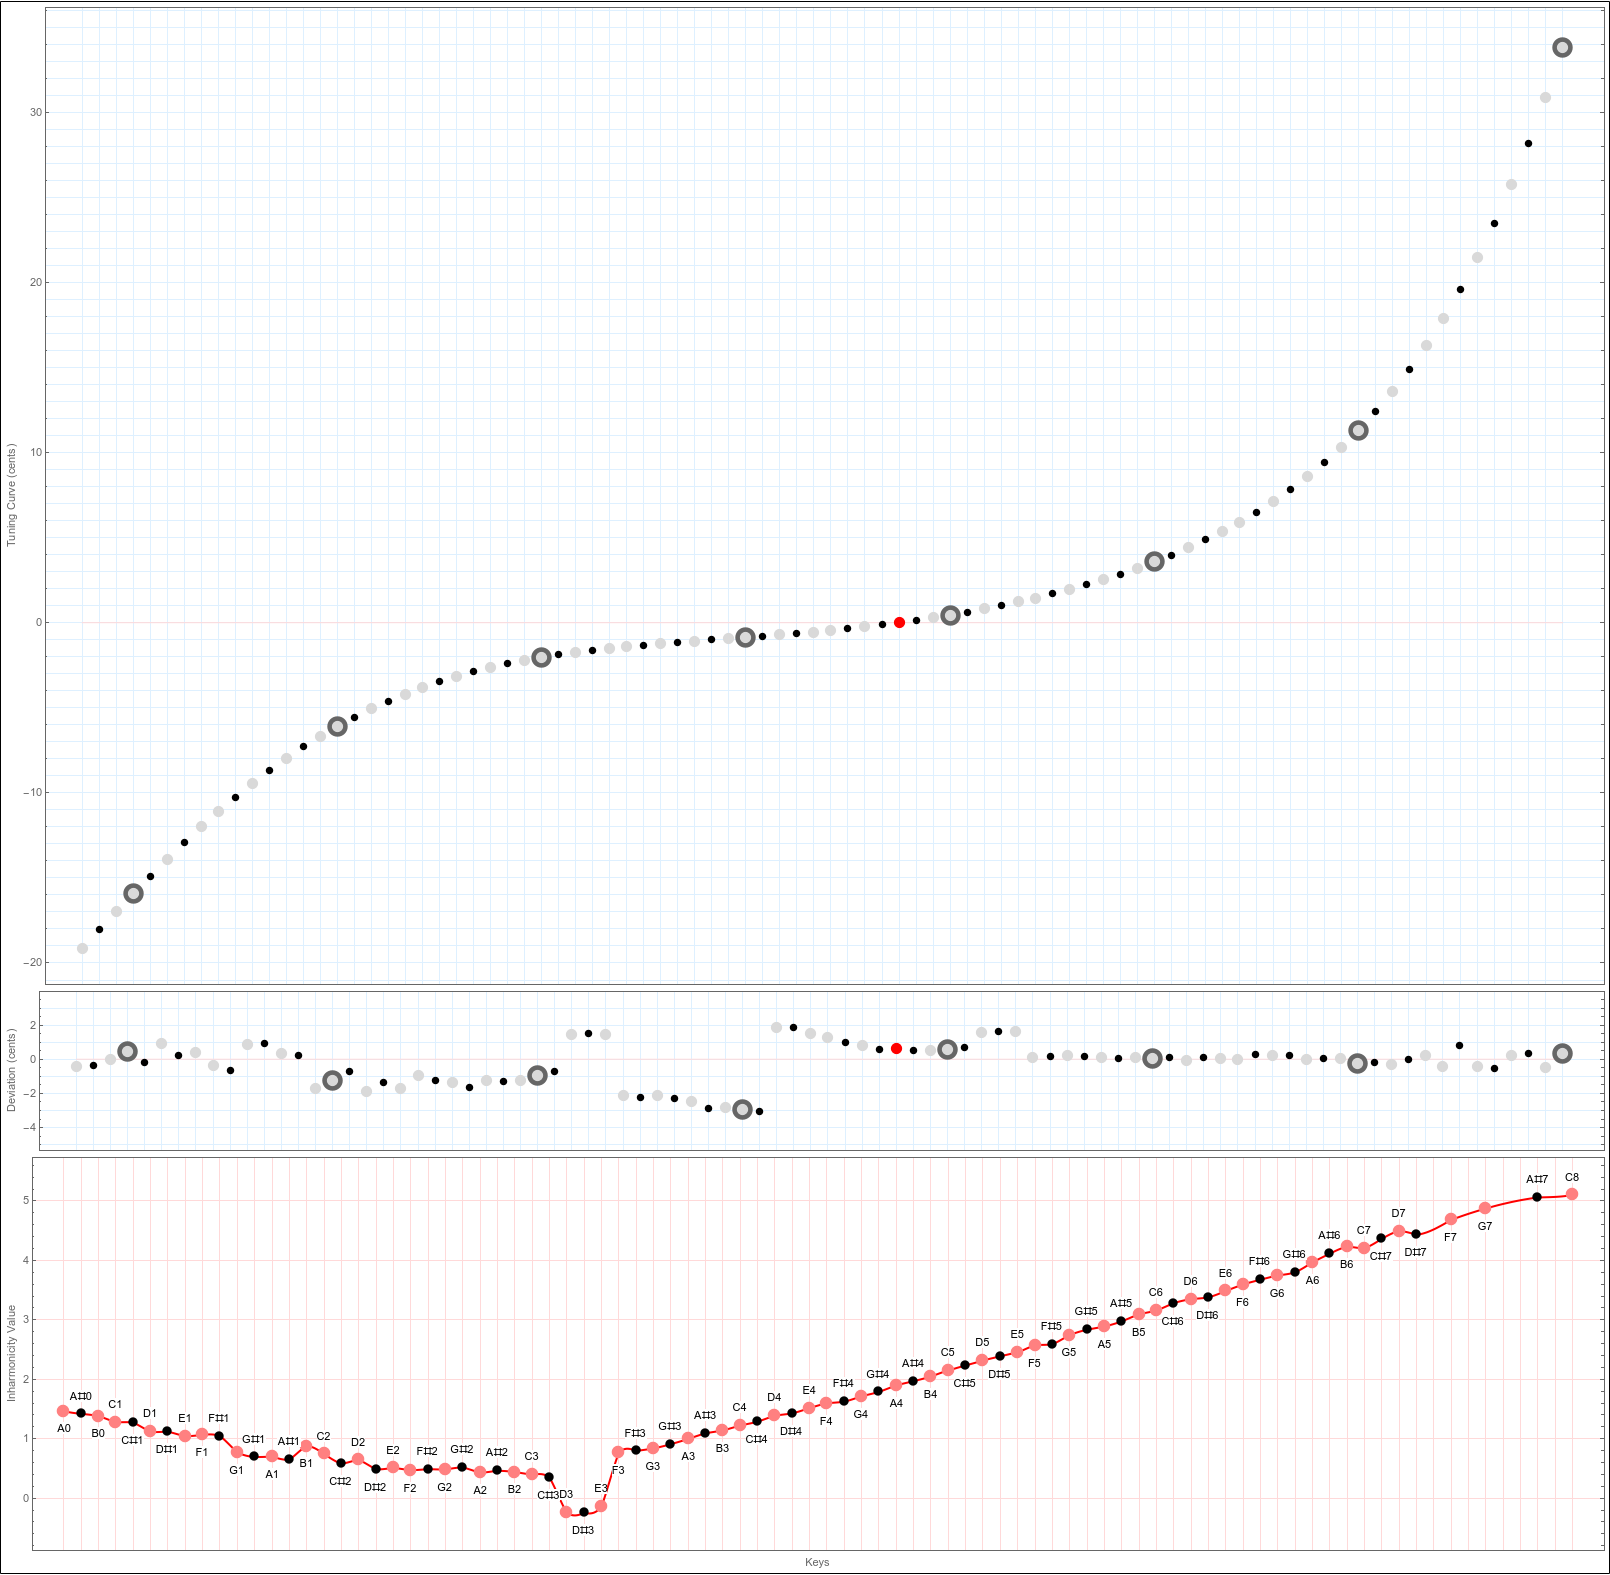 30
20
10
0
−10
−20
Tuning Curve (cents)
2
0
−2
−4
Deviation (cents)
5
4
3
2
1
0
Inharmonicity Value
A0
A♯0
B0
C1
C♯1
D1
D♯1
E1
F1
F♯1
G1
G♯1
A1
A♯1
B1
C2
C♯2
D2
D♯2
E2
F2
F♯2
G2
G♯2
A2
A♯2
B2
C3
C♯3
D3
D♯3
E3
F3
F♯3
G3
G♯3
A3
A♯3
B3
C4
C♯4
D4
D♯4
E4
F4
F♯4
G4
G♯4
A4
A♯4
B4
C5
C♯5
D5
D♯5
E5
F5
F♯5
G5
G♯5
A5
A♯5
B5
C6
C♯6
D6
D♯6
E6
F6
F♯6
G6
G♯6
A6
A♯6
B6
C7
C♯7
D7
D♯7
F7
G7
A♯7
C8
Keys